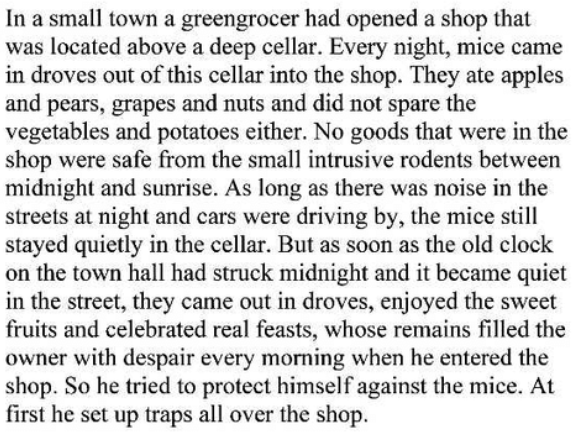 In a small town a greengrocer had opened a shop that
was located above a deep cellar. Every night, mice came
in droves out of this cellar into the shop. They ate apples
and pears, grapes and nuts and did not spare the
vegetables and potatoes either. No goods that were in the
shop were safe from the small intrusive rodents between
midnight and sunrise. As long as there was noise in the
streets at night and cars were driving by, the mice still
stayed quietly in the cellar. But as soon as the old clock
on the town hall had struck midnight and it became quiet
in the street, they came out in droves, enjoyed the sweet
fruits and celebrated real feasts, whose remains filled the
owner with despair every morning when he entered the
shop. So he tried to protect himself against the mice. At
first he set up traps all over the shop.